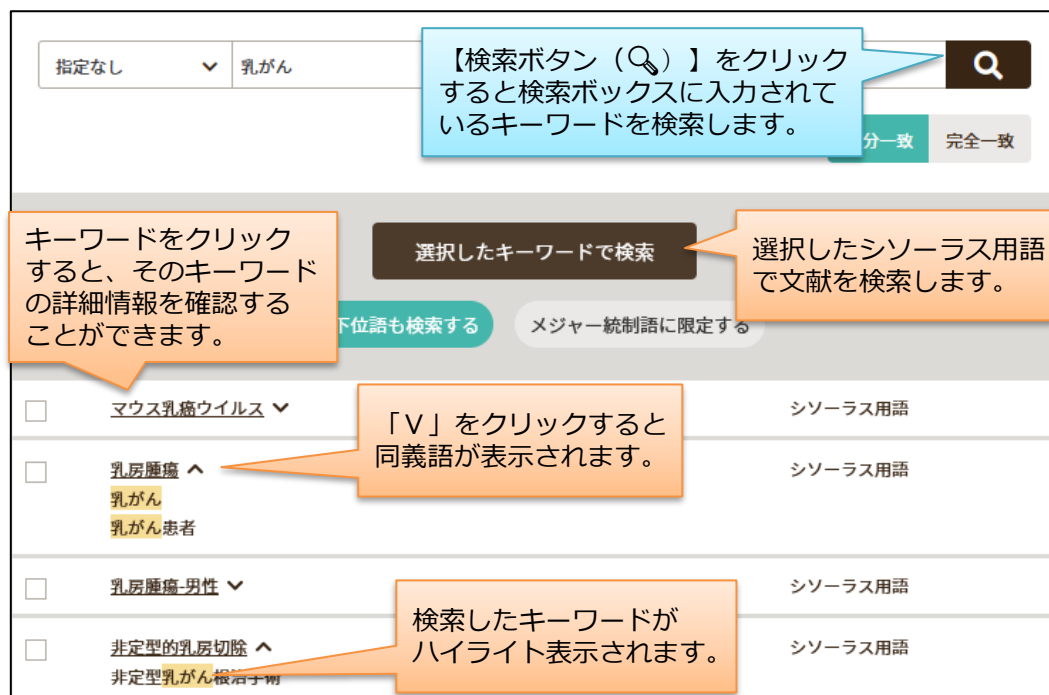 指定なし
乳がん
【検索ボタン（🔍）】をクリック
すると検索ボックスに入力されて
いるキーワードを検索します。
分一致
完全一致
キーワードをクリック
すると、そのキーワード
の詳細情報を確認する
ことができます。
選択したキーワードで検索
選択したシソーラス用語
で文献を検索します。
下位語も検索する
メジャー統制語に限定する
マウス乳癌ウイルス
シソーラス用語
「V」をクリックすると
同義語が表示されます。
乳房腫瘍
シソーラス用語
乳がん
乳がん患者
乳房腫瘍-男性
シソーラス用語
検索したキーワードが
ハイライト表示されます。
非定型的乳房切除
シソーラス用語
非定型乳がん根治手術